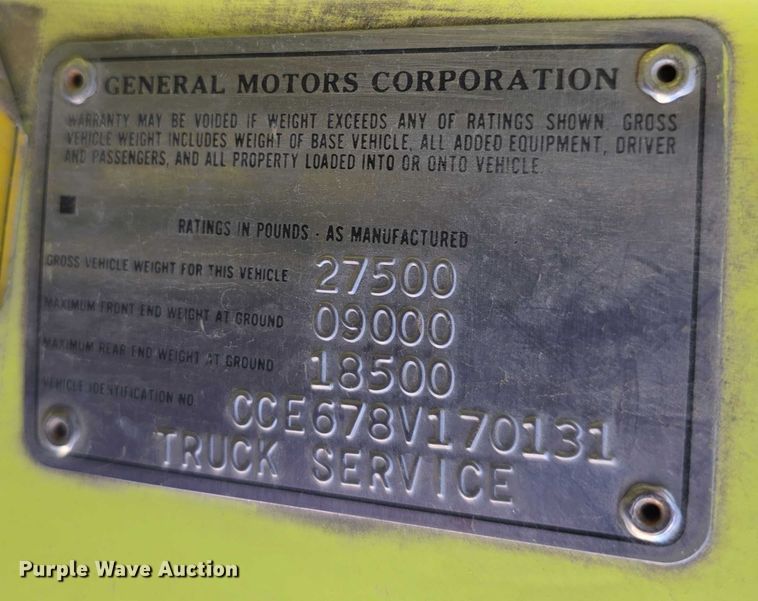 GENERAL MOTORS CORPORATION
WARRANTY MAY BE VOIDED IF WEIGHT EXCEEDS ANY OF RATINGS SHOWN. GROSS
VEHICLE WEIGHT INCLUDES WEIGHT OF BASE VEHICLE, ALL ADDED EQUIPMENT, DRIVER
AND PASSENGERS, AND ALL PROPERTY LOADED INTO OR ONTO VEHICLE.
RATINGS IN POUNDS - AS MANUFACTURED
GROSS VEHICLE WEIGHT FOR THIS VEHICLE 27500
MAXIMUM FRONT END WEIGHT AT GROUND 09000
MAXIMUM REAR END WEIGHT AT GROUND 18500
VEHICLE IDENTIFICATION NO. CCE678V170131
TRUCK SERVICE
Purple Wave Auction